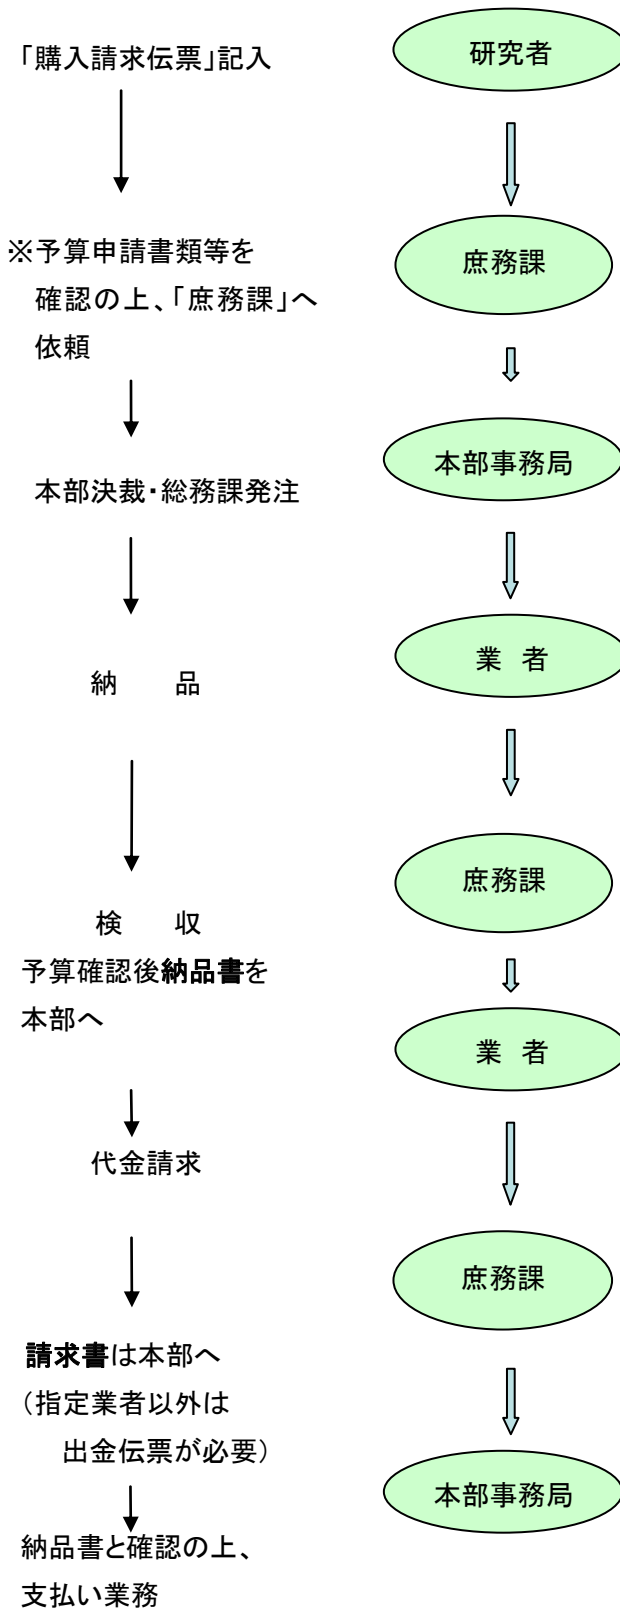 「購入請求伝票」記入
研究者
※予算申請書類等を
確認の上、「庶務課」へ
依頼
庶務課
本部決裁・総務課発注
本部事務局
納　品
業　者
検　収
予算確認後納品書を
本部へ
庶務課
代金請求
業　者
請求書は本部へ
（指定業者以外は
出金伝票が必要）
庶務課
納品書と確認の上、
支払い業務
本部事務局